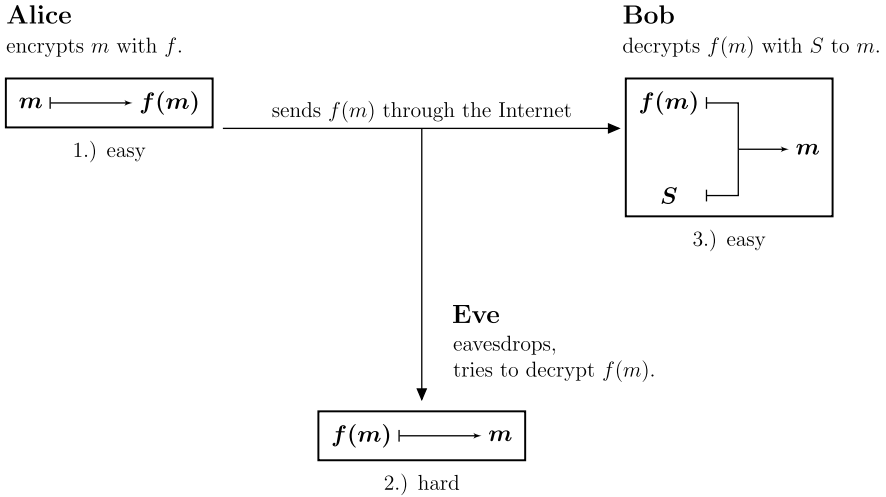 Alice
encrypts m with f.
m f(m)
1.) easy
sends f(m) through the Internet
Bob
decrypts f(m) with S to m.
f(m)
m
S
3.) easy
Eve
eavesdrops,
tries to decrypt f(m).
f(m) m
2.) hard